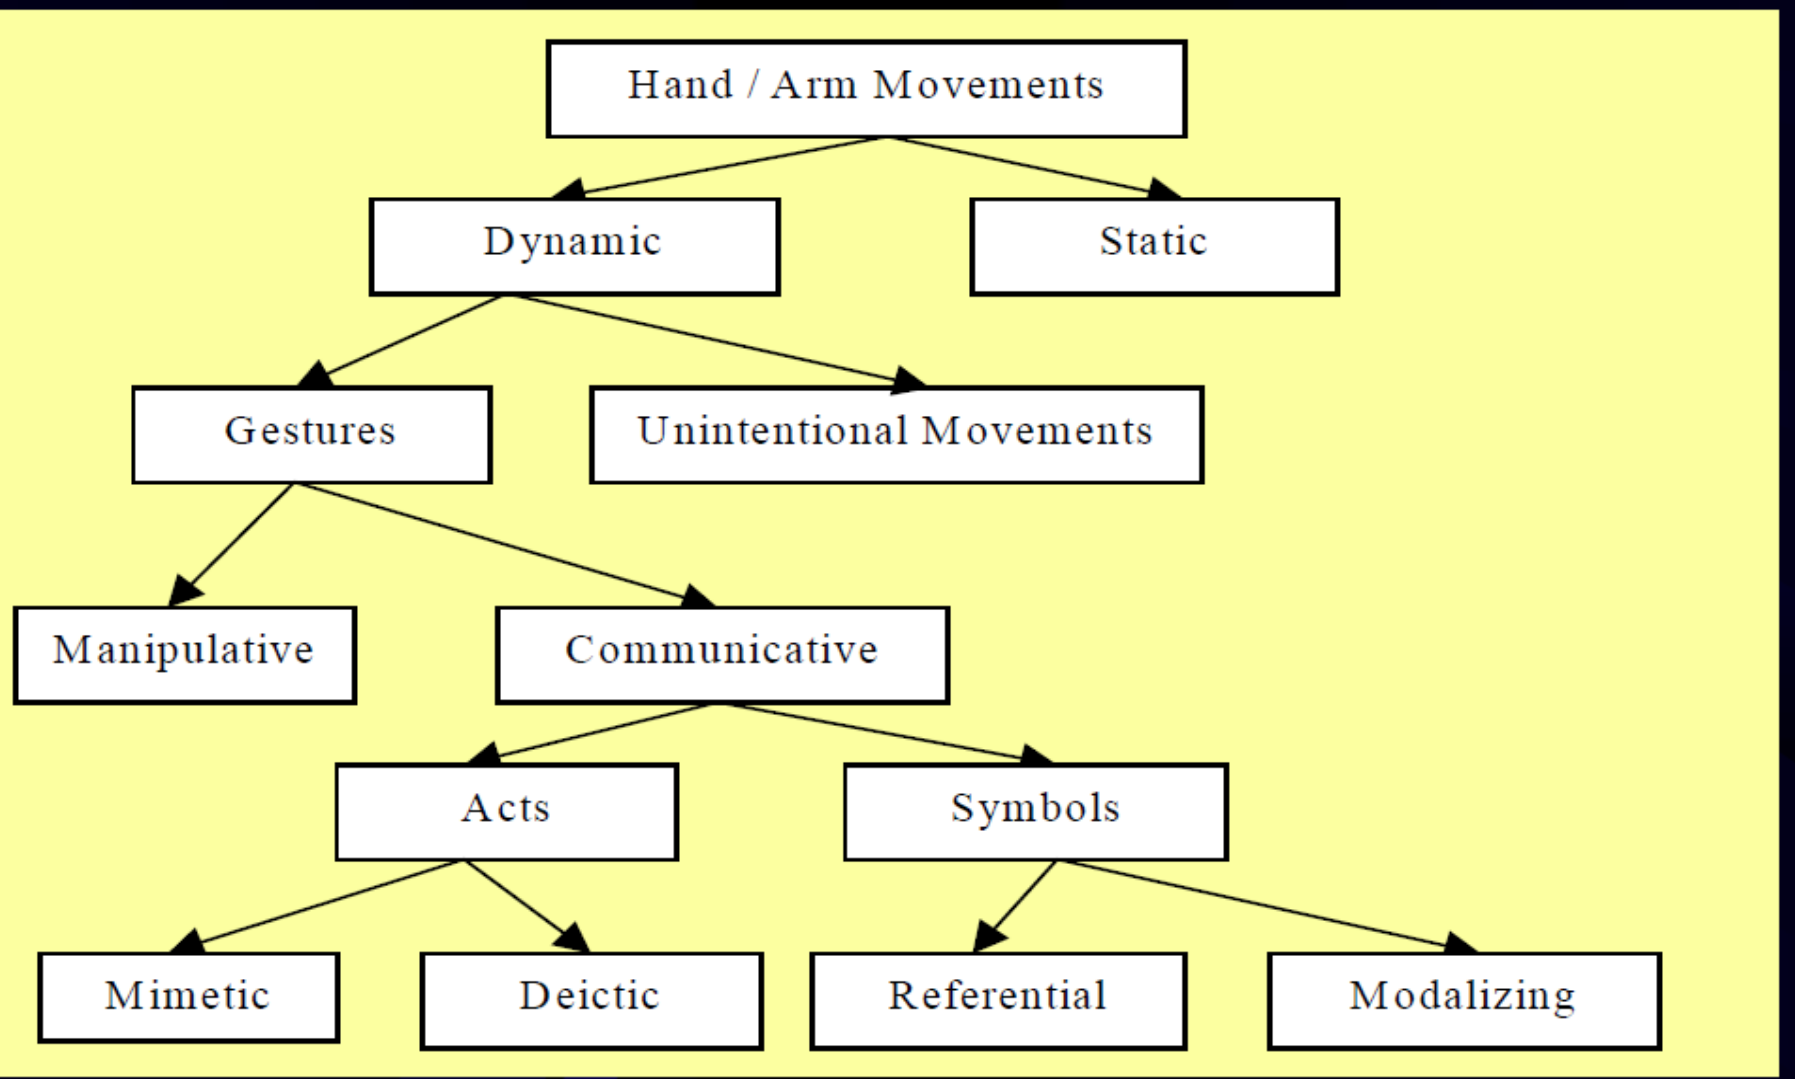 Hand / Arm Movements
Dynamic
Static
Gestures
Unintentional Movements
Manipulative
Communicative
Acts
Symbols
Mimetic
Deictic
Referential
Modalizing